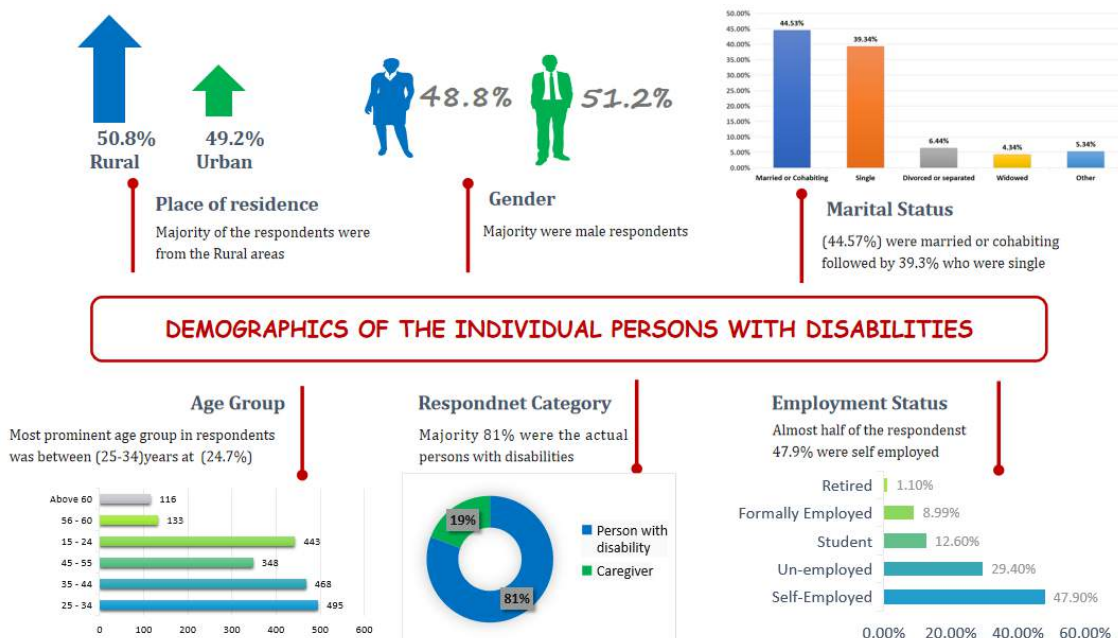 50.8%
Rural
49.2%
Urban
Place of residence
Majority of the respondents were
from the Rural areas
48.8%
51.2%
Gender
Majority were male respondents
50.00%
45.00%
40.00%
35.00%
30.00%
25.00%
20.00%
15.00%
10.00%
5.00%
0.00%
44.53%
39.34%
6.44%
4.34%
5.34%
Married or Cohabiting
Single
Divorced or separated
Widowed
Other
Marital Status
(44.57%) were married or cohabiting
followed by 39.3% who were single
DEMOGRAPHICS OF THE INDIVIDUAL PERSONS WITH DISABILITIES
Age Group
Most prominent age group in respondents
was between (25-34)years at (24.7%)
Above 60 116
56 - 60 133
15 - 24 443
45 - 55 348
35 - 44 468
25 - 34 495
0 100 200 300 400 500 600
Respondnet Category
Majority 81% were the actual
persons with disabilities
19%
81%
Person with
disability
Caregiver
Employment Status
Almost half of the respondenst
47.9% were self employed
Retired 1.10%
Formally Employed 8.99%
Student 12.60%
Un-employed 29.40%
Self-Employed 47.90%
0.00% 20.00% 40.00% 60.00%